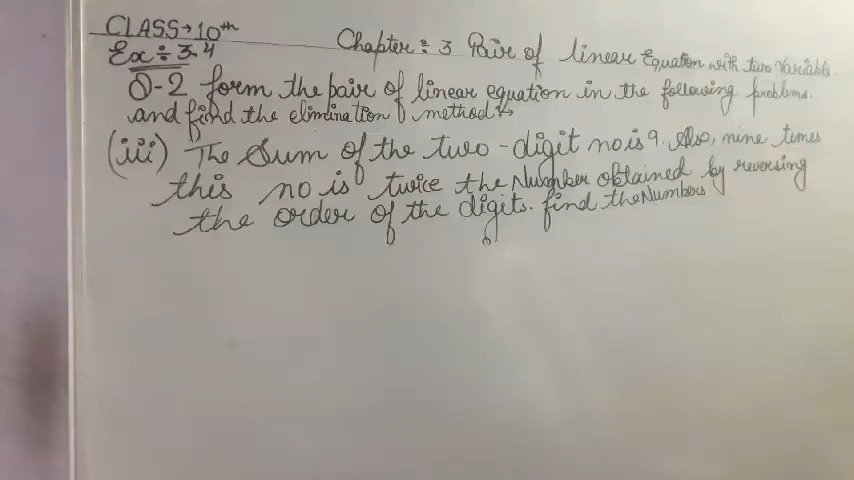 CLASS→10th
Ex÷3.4
Chapter÷3 Pair of linear Equation with two Variable.
Q-2 form the pair of linear equation in the following problems.
and find the elimination of method:-
(iii) The Sum of the two-digit no is 9. Also, nine times
this no is twice the Number obtained by reversing
the order of the digits. find the Numbers